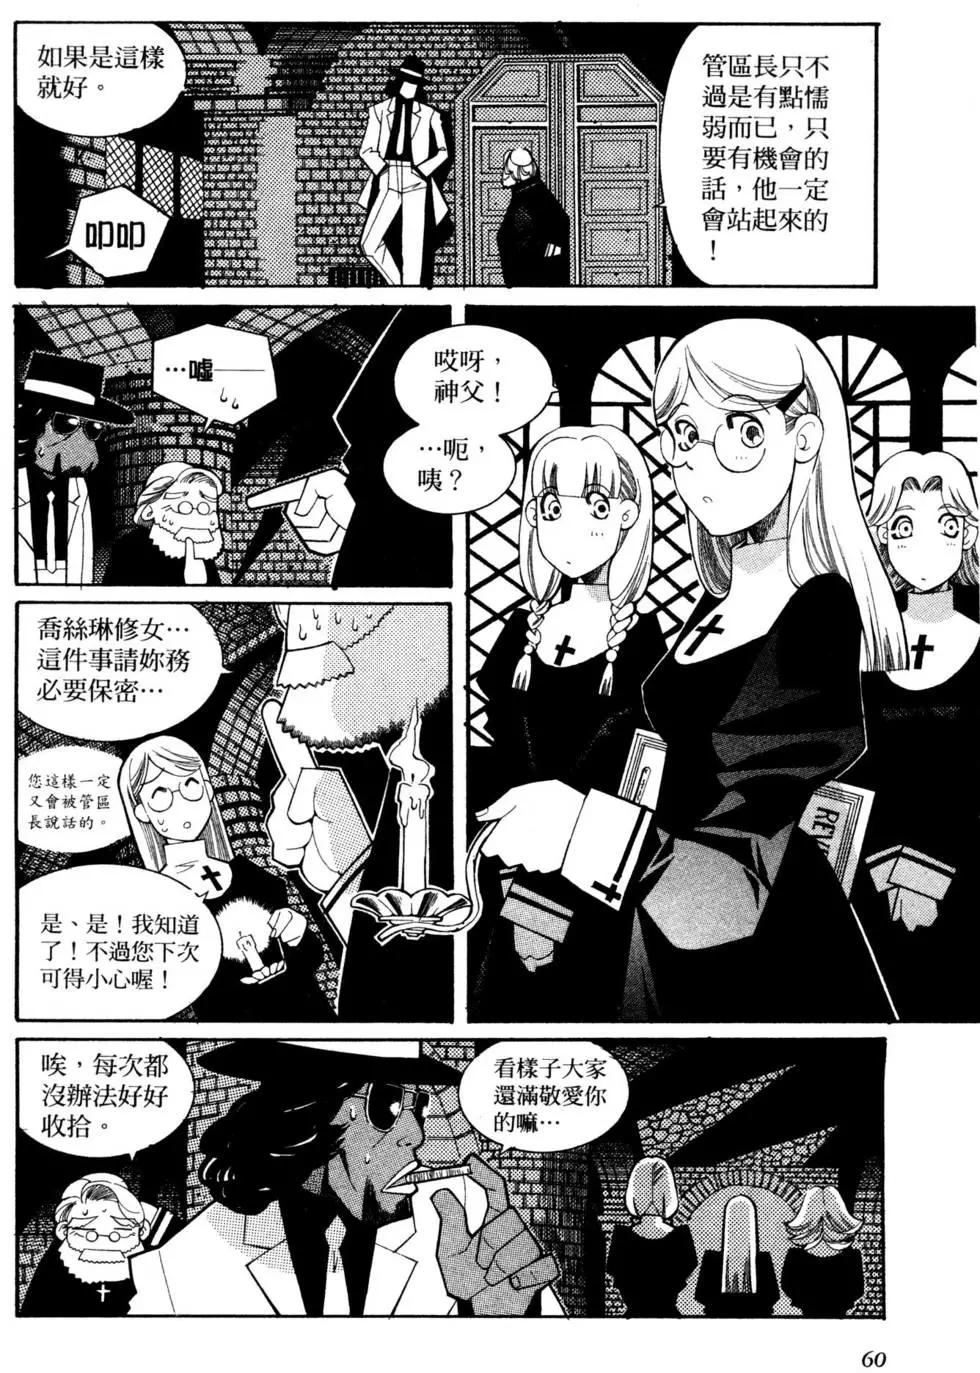 如果是這樣
就好。
叩叩
管區長只不
過是有點懦
弱而已，只
要有機會的
話，他一定
會站起來的
！
…噓——
哎呀，
神父！
…呃，
咦？
喬絲琳修女…
這件事請妳務
必要保密…
您這樣一定
又會被管區
長說話的。
是、是！我知道
了！不過您下次
可得小心喔！
REV
唉，每次都
沒辦法好好
收拾。
看樣子大家
還滿敬愛你
的嘛…
60